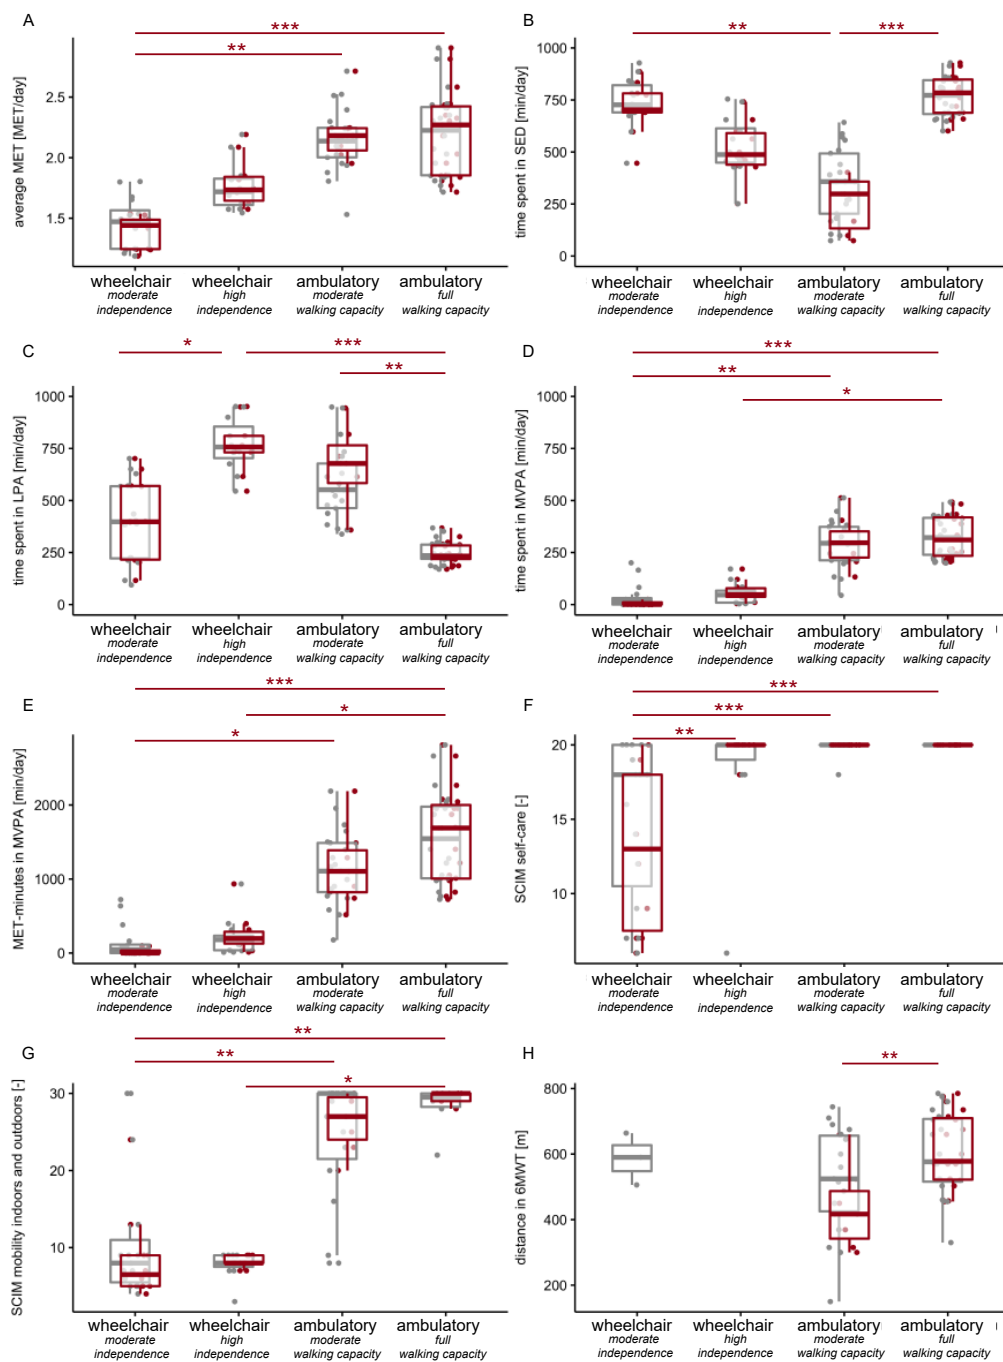 A
***
**
average MET [MET/day]
2.5
2.0
1.5
wheelchair wheelchair ambulatory ambulatory
moderate high moderate full
independence independence walking capacity walking capacity
B
** ***
time spent in SED [min/day]
1000
750
500
250
0
wheelchair wheelchair ambulatory ambulatory
moderate high moderate full
independence independence walking capacity walking capacity
C
* ***
**
time spent in LPA [min/day]
1000
750
500
250
0
wheelchair wheelchair ambulatory ambulatory
moderate high moderate full
independence independence walking capacity walking capacity
D
***
**
*
time spent in MVPA [min/day]
1000
750
500
250
0
wheelchair wheelchair ambulatory ambulatory
moderate high moderate full
independence independence walking capacity walking capacity
E
***
*
*
MET-minutes in MVPA [min/day]
2000
1000
0
wheelchair wheelchair ambulatory ambulatory
moderate high moderate full
independence independence walking capacity walking capacity
F
***
***
**
SCIM self-care [-]
20
15
10
wheelchair wheelchair ambulatory ambulatory
moderate high moderate full
independence independence walking capacity walking capacity
G
**
**
*
SCIM mobility indoors and outdoors [-]
30
20
10
wheelchair wheelchair ambulatory ambulatory
moderate high moderate full
independence independence walking capacity walking capacity
H
**
distance in 6MWT [m]
800
600
400
200
wheelchair wheelchair ambulatory ambulatory
moderate high moderate full
independence independence walking capacity walking capacity